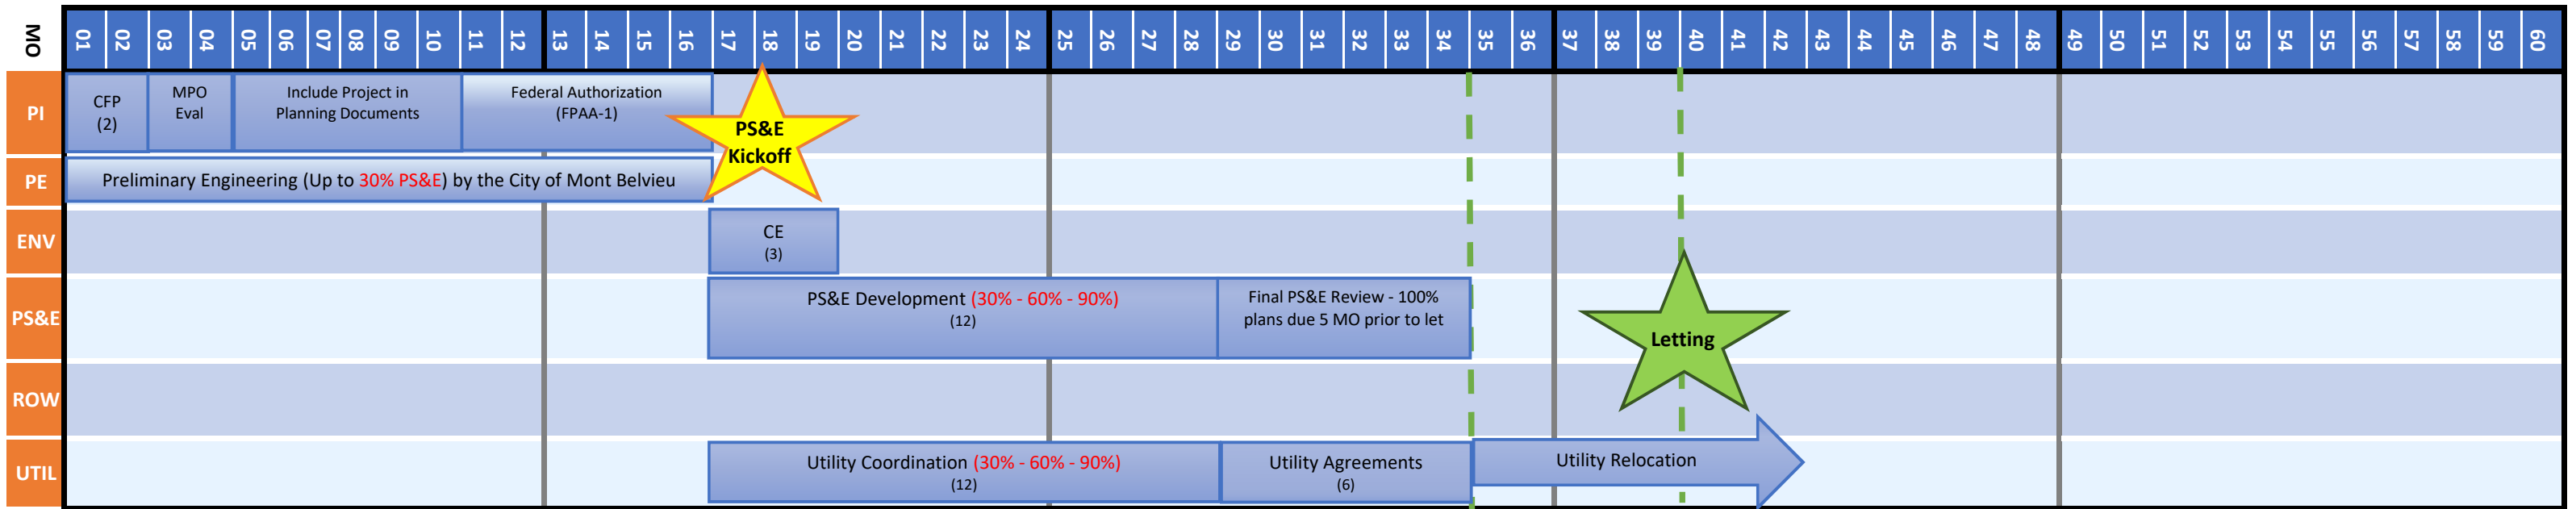 MO 01 02 03 04 05 06 07 08 09 10 11 12 13 14 15 16 17 18 19 20 21 22 23 24 25 26 27 28 29 30 31 32 33 34 35 36 37 38 39 40 41 42 43 44 45 46 47 48 49 50 51 52 53 54 55 56 57 58 59 60
PI
CFP
(2)
MPO
Eval
Include Project in
Planning Documents
Federal Authorization
(FPAA-1)
PS&E
Kickoff
PE
Preliminary Engineering (Up to 30% PS&E) by the City of Mont Belvieu
ENV
CE
(3)
PS&E
PS&E Development (30% - 60% - 90%)
(12)
Final PS&E Review - 100%
plans due 5 MO prior to let
Letting
ROW
UTIL
Utility Coordination (30% - 60% - 90%)
(12)
Utility Agreements
(6)
Utility Relocation